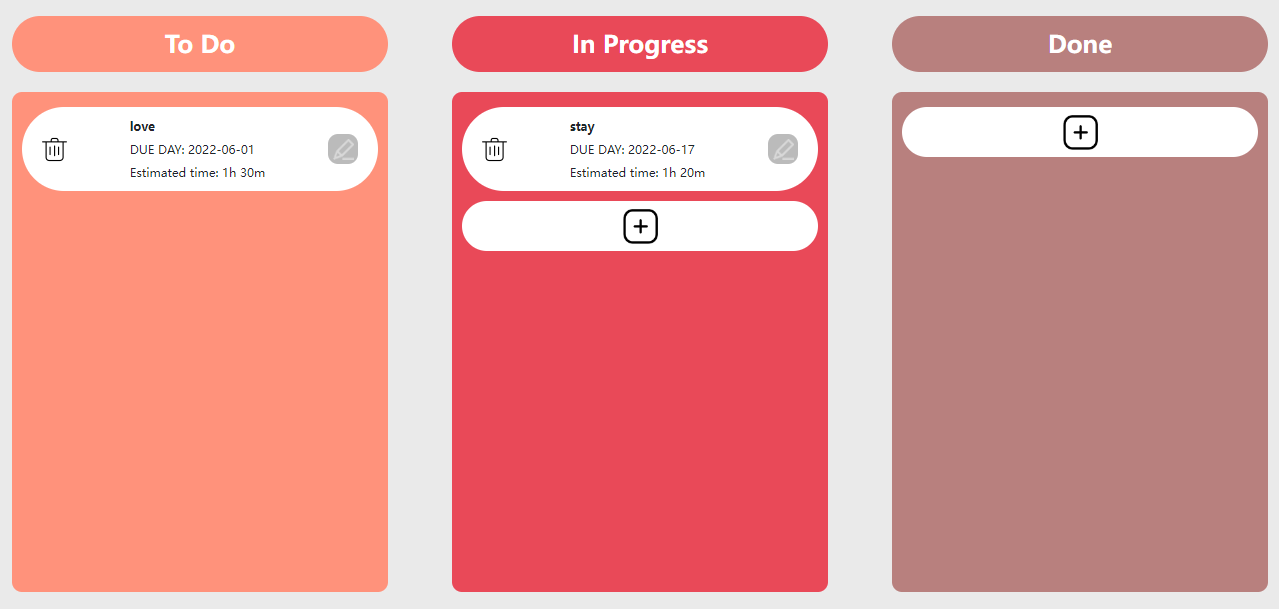 To Do
love
DUE DAY: 2022-06-01
Estimated time: 1h 30m
In Progress
stay
DUE DAY: 2022-06-17
Estimated time: 1h 20m
Done